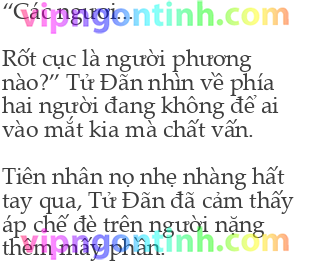 “Các ngươi...
vipngontinh.com
Rốt cục là người phương
nào?” Tử Đãn nhìn về phía
hai người đang không để ai
vào mắt kia mà chất vấn.
Tiên nhân nọ nhẹ nhàng hất
tay qua, Tử Đãn đã cảm thấy
áp chế đè trên người nặng
thêm mấy phần.
vipngontinh.com